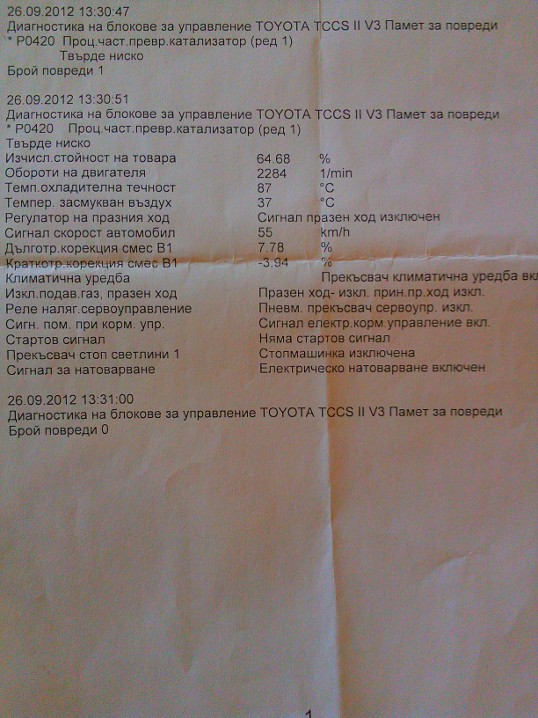 26.09.2012 13:30:47
Диагностика на блокове за управление TOYOTA TCCS II V3 Памет за повреди
* P0420 Проц.част.превр.катализатор (ред 1)
Твърде ниско
Брой повреди 1
26.09.2012 13:30:51
Диагностика на блокове за управление TOYOTA TCCS II V3 Памет за повреди
* P0420 Проц.част.превр.катализатор (ред 1)
Твърде ниско
Изчисл.стойност на товара 64.68 %
Обороти на двигателя 2284 1/min
Темп.охладителна течност 87 °C
Темпер. засмукван въздух 37 °C
Регулатор на празния ход Сигнал празен ход изключен
Сигнал скорост автомобил 55 km/h
Дълготр.корекция смес B1 7.78 %
Краткотр.корекция смес B1 -3.94 %
Климатична уредба Прекъсвач климатична уредба вкл
Изкл.подав.газ, празен ход Празен ход- изкл. прин.пр.ход изкл.
Реле наляг.сервоуправление Пневм. прекъсвач сервоупр. изкл.
Сигн. пом. при корм. упр. Сигнал електр.корм.управление вкл.
Стартов сигнал Няма стартов сигнал
Прекъсвач стоп светлини 1 Стопмашинка изключена
Сигнал за натоварване Електрическо натоварване включен
26.09.2012 13:31:00
Диагностика на блокове за управление TOYOTA TCCS II V3 Памет за повреди
Брой повреди 0
1